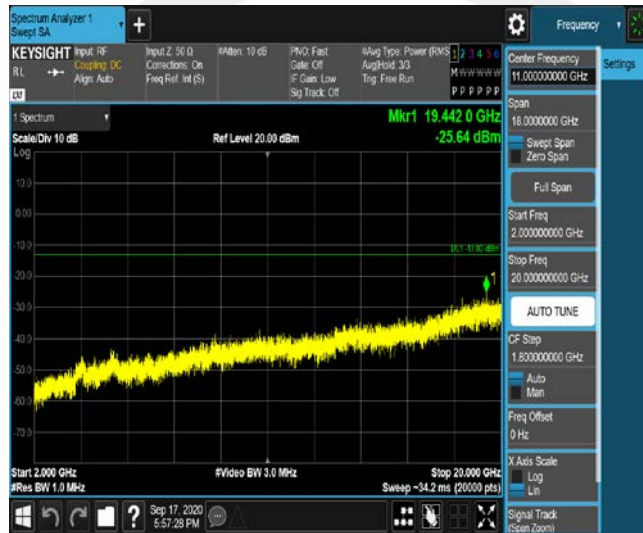 Spectrum Analyzer 1
Swept SA
Frequency
KEYSIGHT
RL
Input: RF
Coupling: DC
Align: Auto
Input Z: 50 Ω
Corrections: On
Freq Ref: Int (S)
#Atten: 10 dB
PNO: Fast
Gate: Off
IF Gain: Low
Sig Track: Off
#Avg Type: Power (RMS
Avg|Hold: 3/3
Trig: Free Run
1 2 3 4 5 6
M W W W W W
P P P P P P
1 Spectrum
Mkr1 19.442 0 GHz
-25.64 dBm
Scale/Div 10 dB
Ref Level 20.00 dBm
Log
10.0
0.00
-10.0
-30.0
-40.0
-50.0
-60.0
-70.0
DL1 -13.00 dBm
1
Start 2.000 GHz
#Res BW 1.0 MHz
#Video BW 3.0 MHz
Stop 20.000 GHz
Sweep ~34.2 ms (20000 pts)
Center Frequency
11.000000000 GHz
Settings
Span
18.0000000 GHz
Swept Span
Zero Span
Full Span
Start Freq
2.000000000 GHz
Stop Freq
20.000000000 GHz
AUTO TUNE
CF Step
1.800000000 GHz
Auto
Man
Freq Offset
0 Hz
X Axis Scale
Log
Lin
Signal Track
(Span Zoom)
Sep 17, 2020
5:57:28 PM